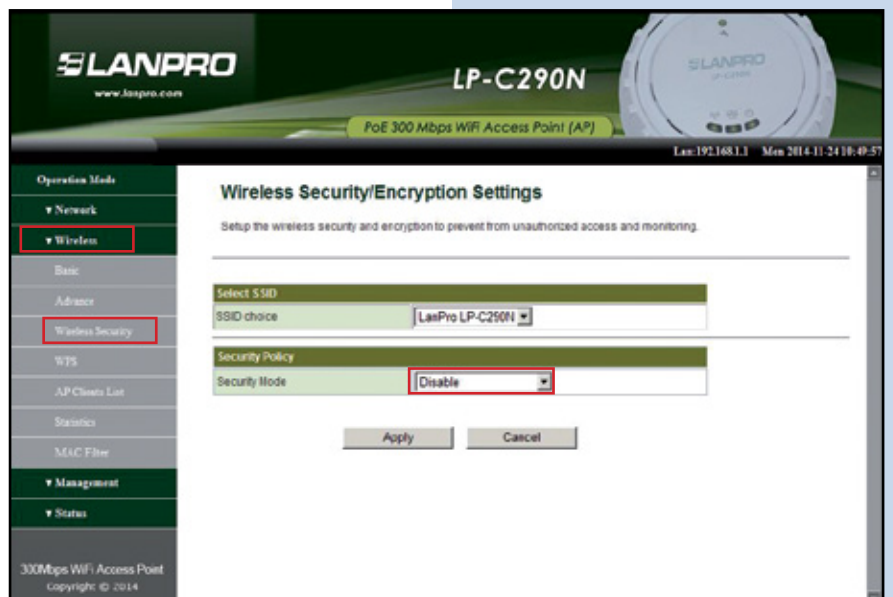 LANPRO
www.lanpro.com
LP-C290N
PoE 300 Mbps WiFi Access Point (AP)
LANPRO
Lan:192.168.1.1 Mon 2014-11-24 10:49:57
Operation Mode
▾ Network
▾ Wireless
Basic
Advance
Wireless Security
WPS
AP Clients List
Statistics
MAC Filter
▾ Management
▾ Status
300Mbps WiFi Access Point
Copyright © 2014
Wireless Security/Encryption Settings
Setup the wireless security and encryption to prevent from unauthorized access and monitoring.
Select SSID
SSID choice LanPro LP-C290N
Security Policy
Security Mode Disable
Apply Cancel